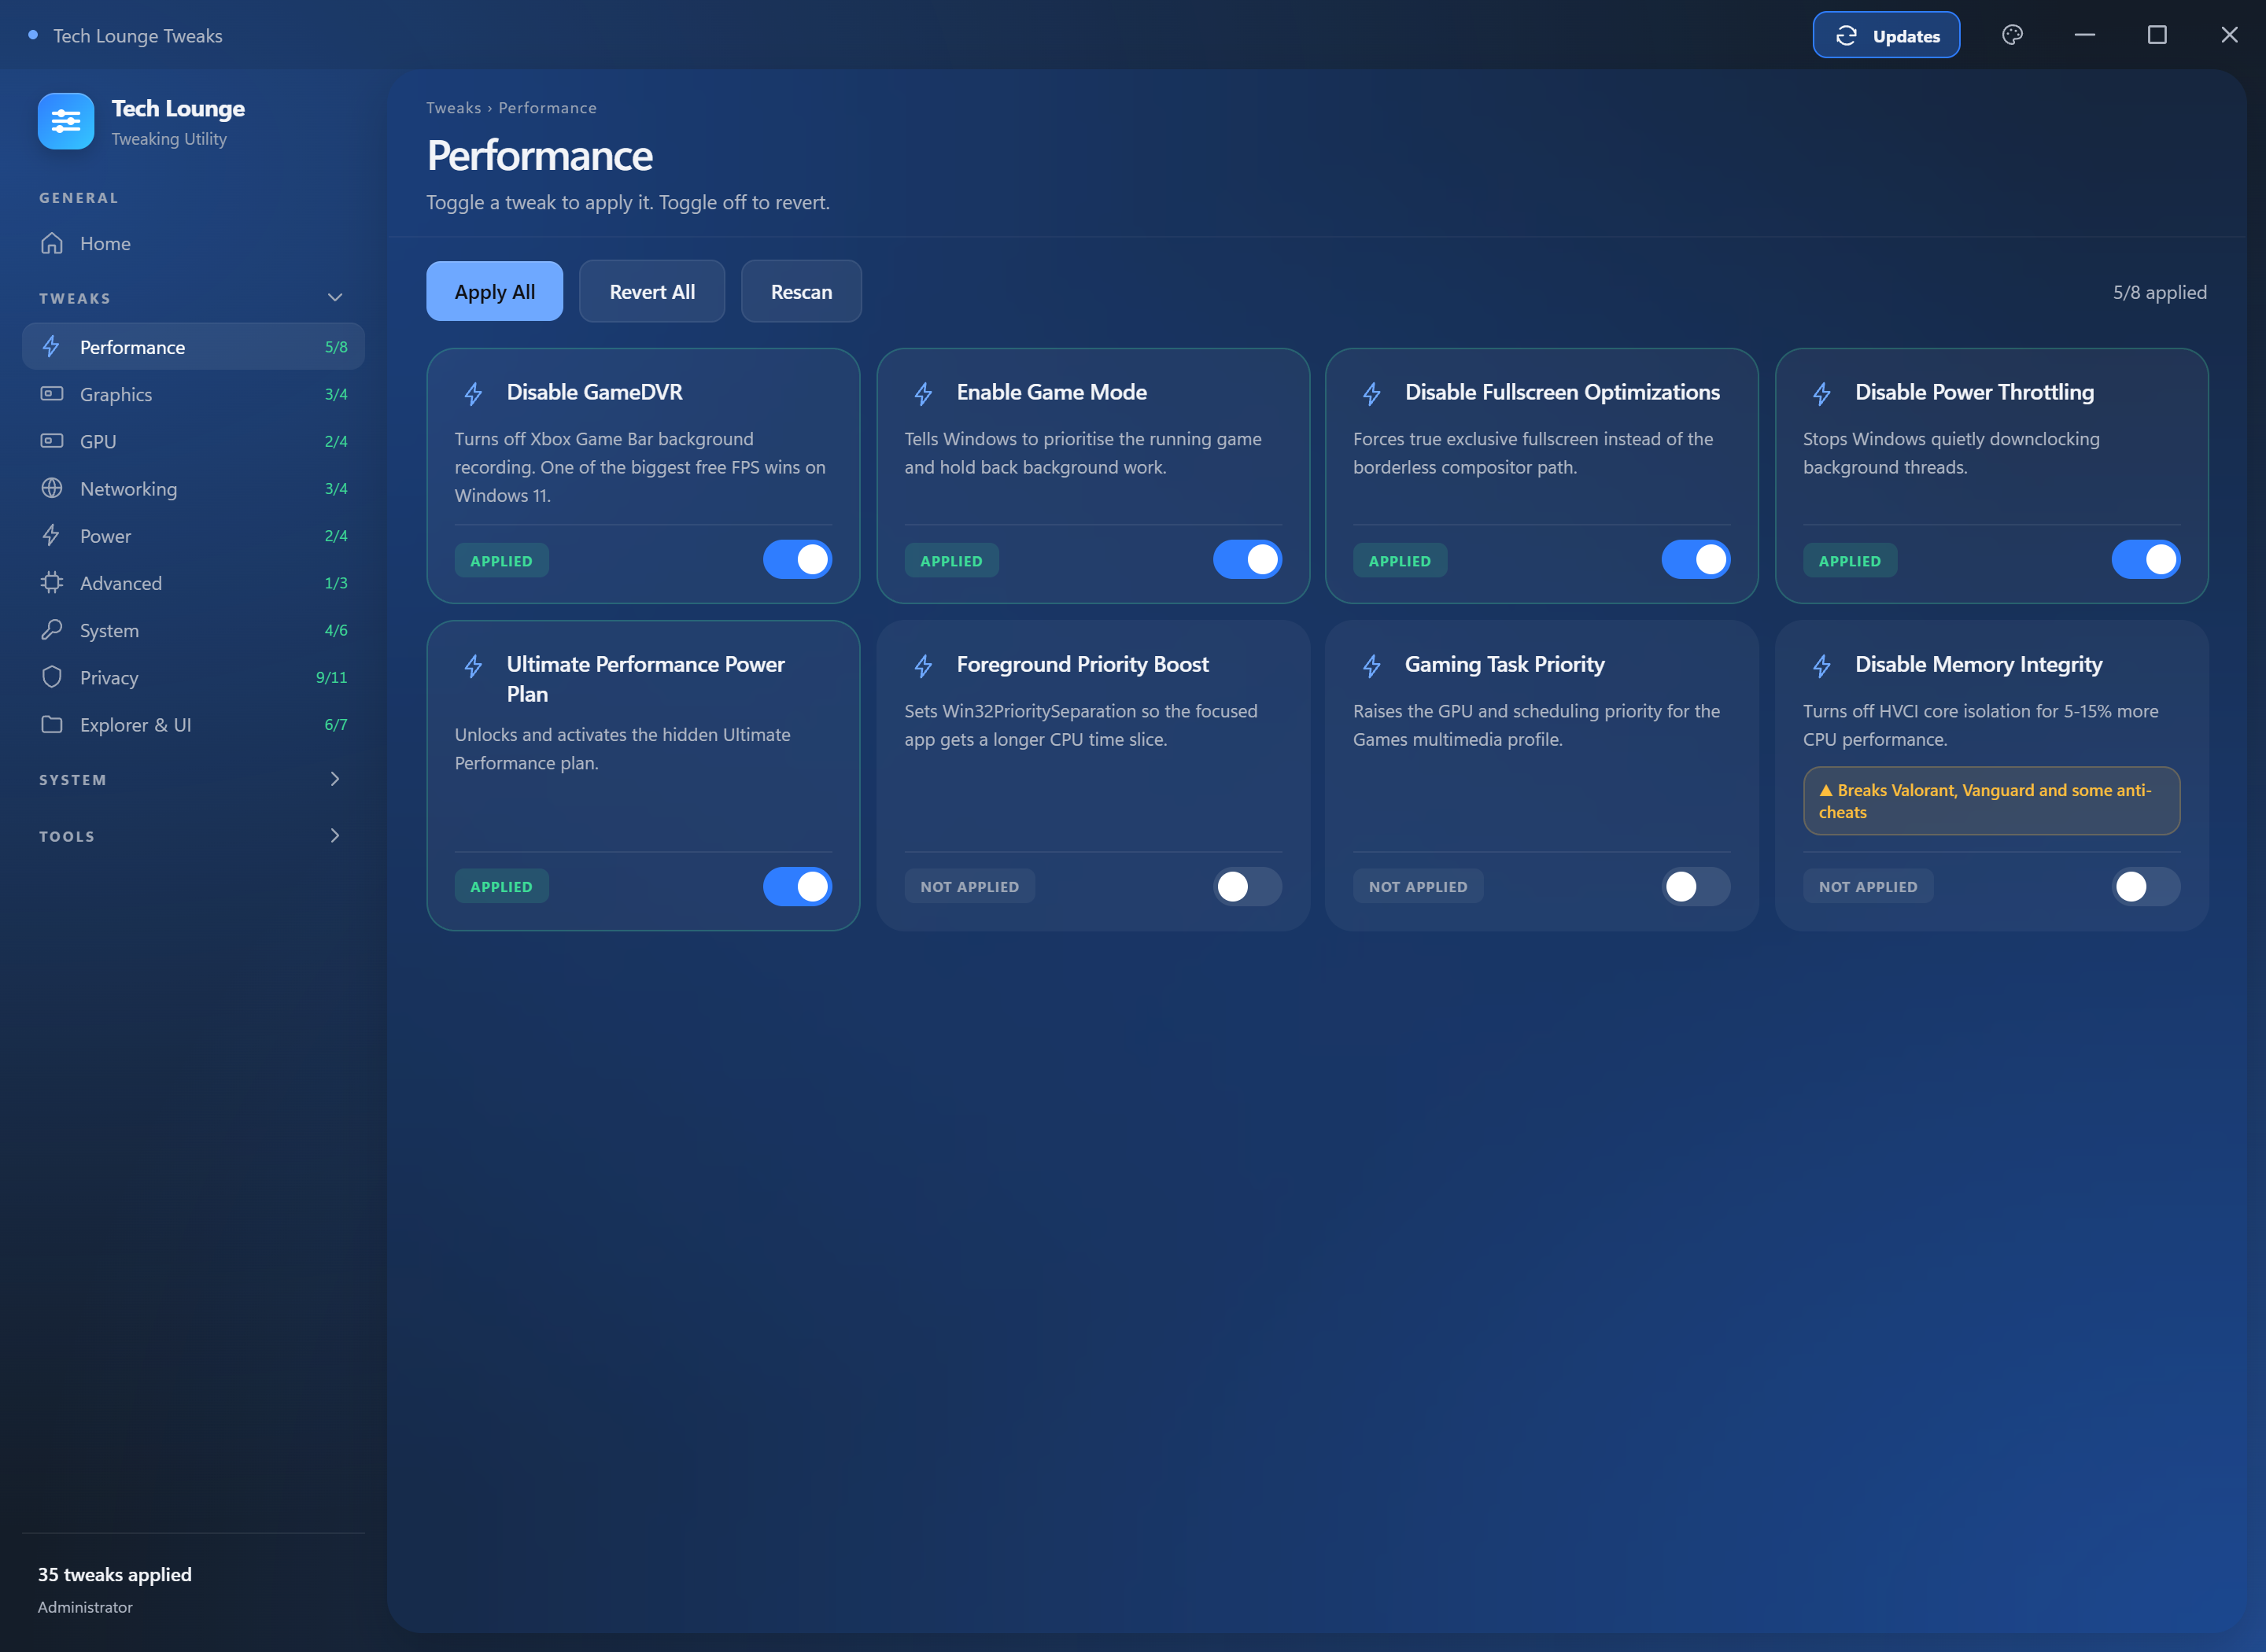 Tech Lounge Tweaks
Updates
Tech Lounge
Tweaking Utility
GENERAL
Home
TWEAKS
Performance 5/8
Graphics 3/4
GPU 2/4
Networking 3/4
Power 2/4
Advanced 1/3
System 4/6
Privacy 9/11
Explorer & UI 6/7
SYSTEM
TOOLS
35 tweaks applied
Administrator
Tweaks › Performance
Performance
Toggle a tweak to apply it. Toggle off to revert.
Apply All
Revert All
Rescan
5/8 applied
Disable GameDVR
Turns off Xbox Game Bar background
recording. One of the biggest free FPS wins on
Windows 11.
APPLIED
Enable Game Mode
Tells Windows to prioritise the running game
and hold back background work.
APPLIED
Disable Fullscreen Optimizations
Forces true exclusive fullscreen instead of the
borderless compositor path.
APPLIED
Disable Power Throttling
Stops Windows quietly downclocking
background threads.
APPLIED
Ultimate Performance Power
Plan
Unlocks and activates the hidden Ultimate
Performance plan.
APPLIED
Foreground Priority Boost
Sets Win32PrioritySeparation so the focused
app gets a longer CPU time slice.
NOT APPLIED
Gaming Task Priority
Raises the GPU and scheduling priority for the
Games multimedia profile.
NOT APPLIED
Disable Memory Integrity
Turns off HVCI core isolation for 5-15% more
CPU performance.
▲ Breaks Valorant, Vanguard and some anti-
cheats
NOT APPLIED